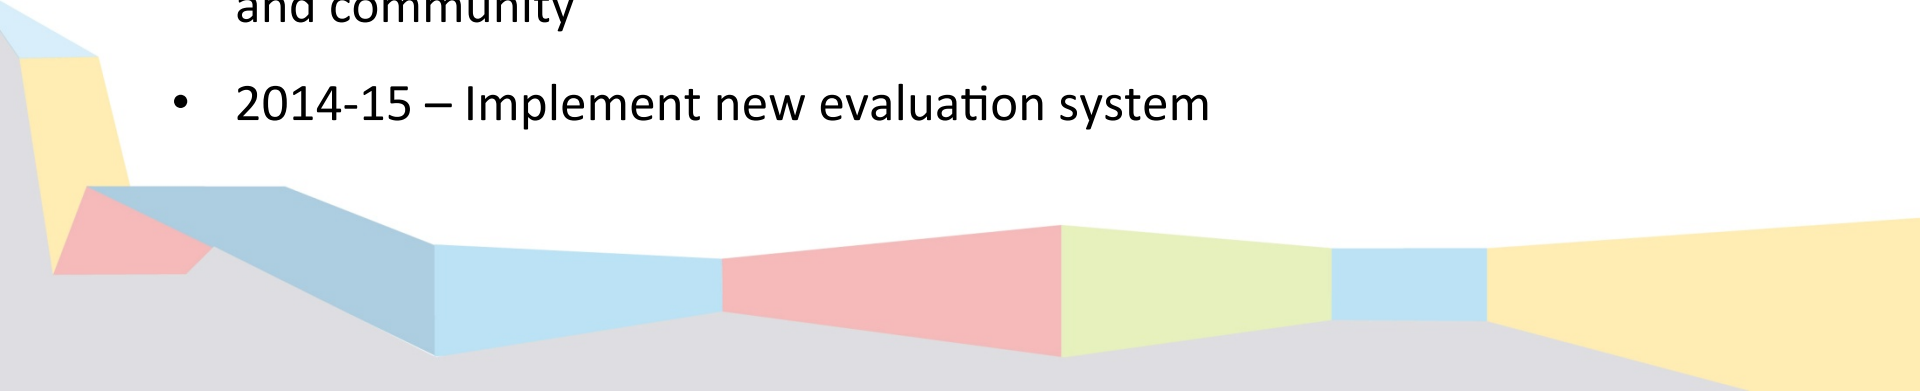 and community
• 2014-15 – Implement new evaluation system